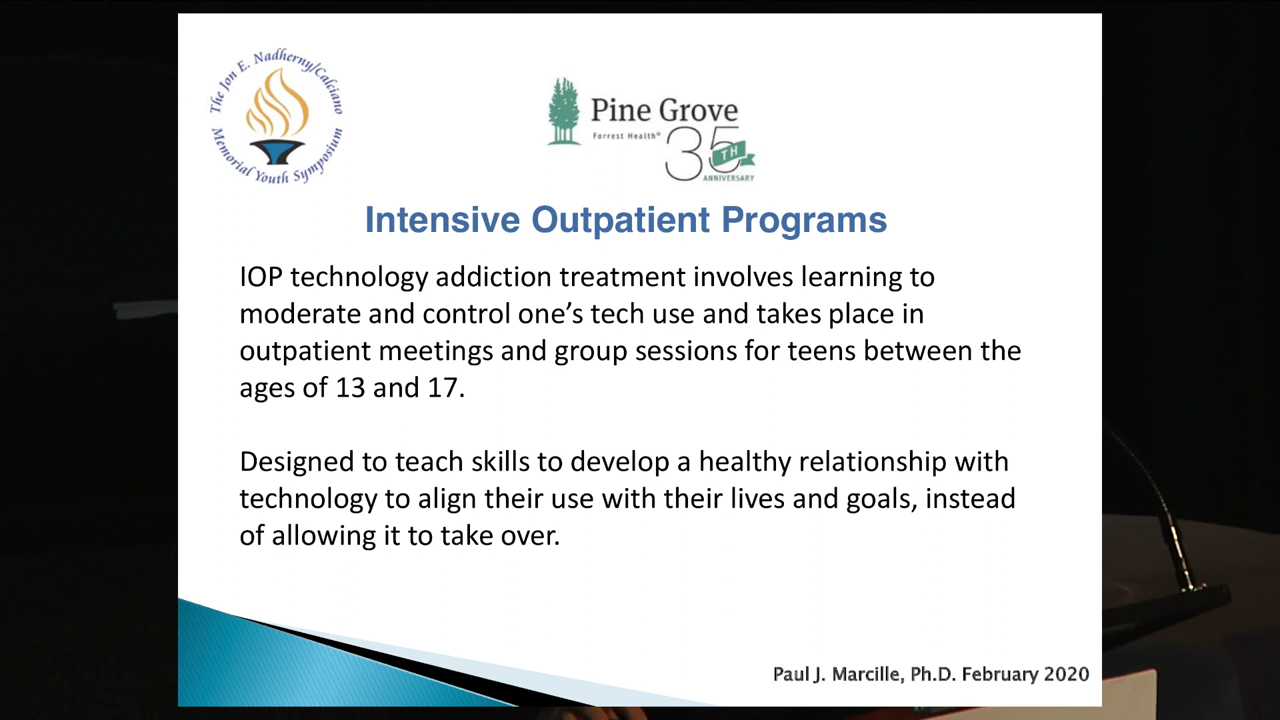 The Jon E. Nadherny/Calciano
Memorial Youth Symposium
Pine Grove
Forrest Health®
35TH
ANNIVERSARY
Intensive Outpatient Programs
IOP technology addiction treatment involves learning to
moderate and control one’s tech use and takes place in
outpatient meetings and group sessions for teens between the
ages of 13 and 17.
Designed to teach skills to develop a healthy relationship with
technology to align their use with their lives and goals, instead
of allowing it to take over.
Paul J. Marcille, Ph.D. February 2020